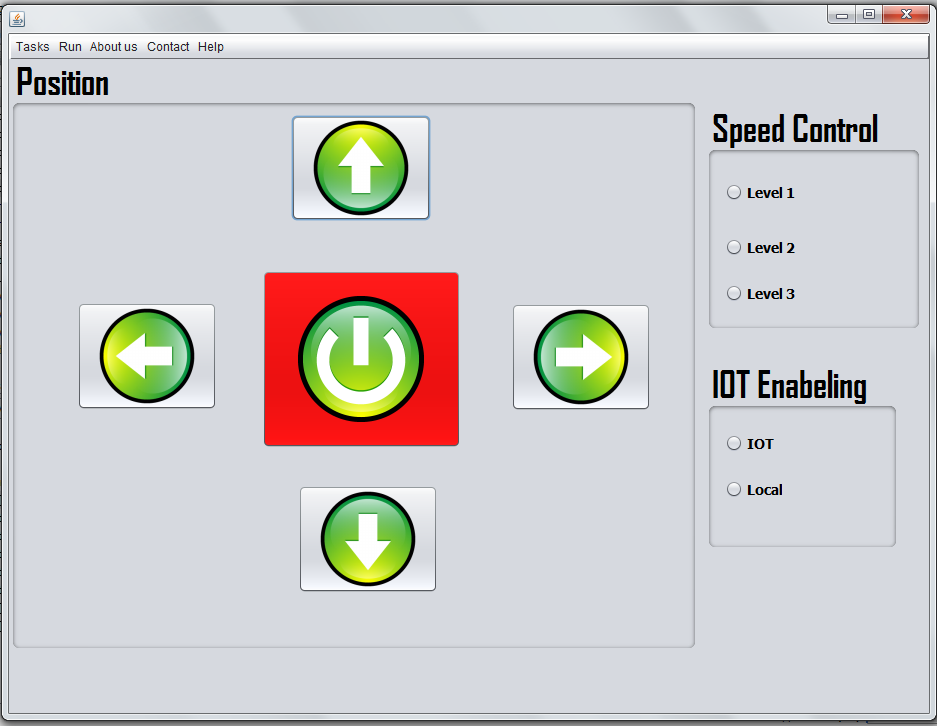 Tasks Run About us Contact Help
Position
Speed Control
Level 1
Level 2
Level 3
IOT Enabeling
IOT
Local